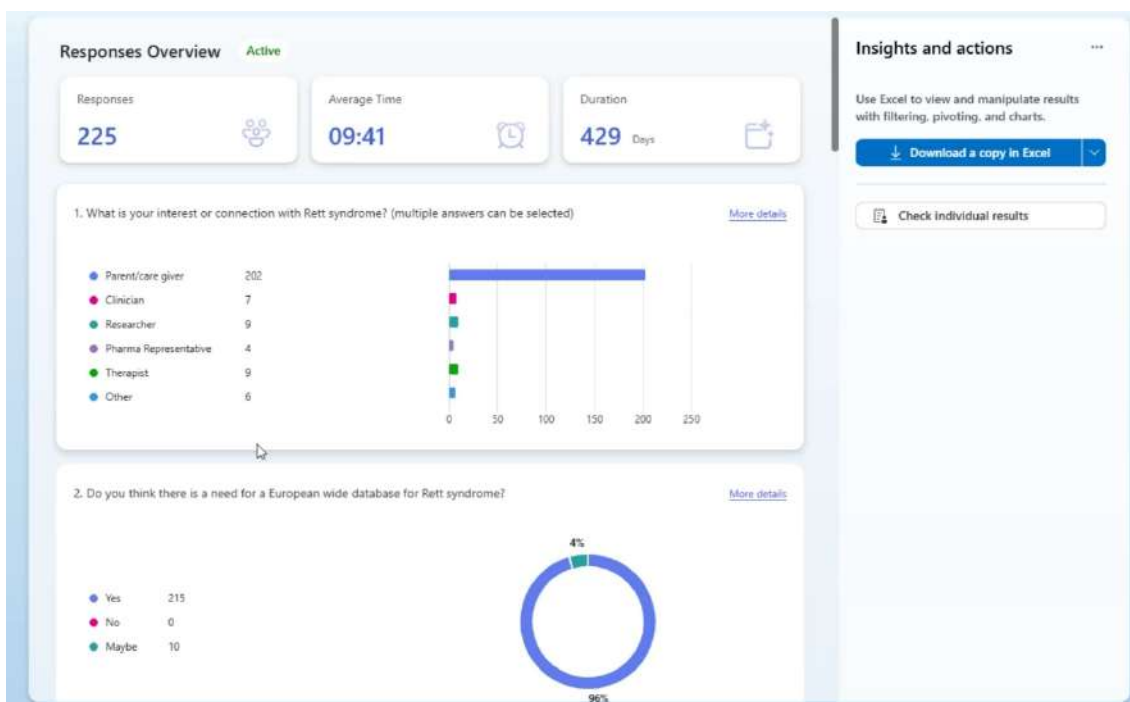 Responses Overview Active
Responses
225
Average Time
09:41
Duration
429 Days
1. What is your interest or connection with Rett syndrome? (multiple answers can be selected)
More details
Parent/care giver 202
Clinician 7
Researcher 9
Pharma Representative 4
Therapist 9
Other 6
0 50 100 150 200 250
2. Do you think there is a need for a European wide database for Rett syndrome?
More details
4%
Yes 215
No 0
Maybe 10
96%
Insights and actions ...
Use Excel to view and manipulate results
with filtering, pivoting, and charts.
Download a copy in Excel
Check individual results